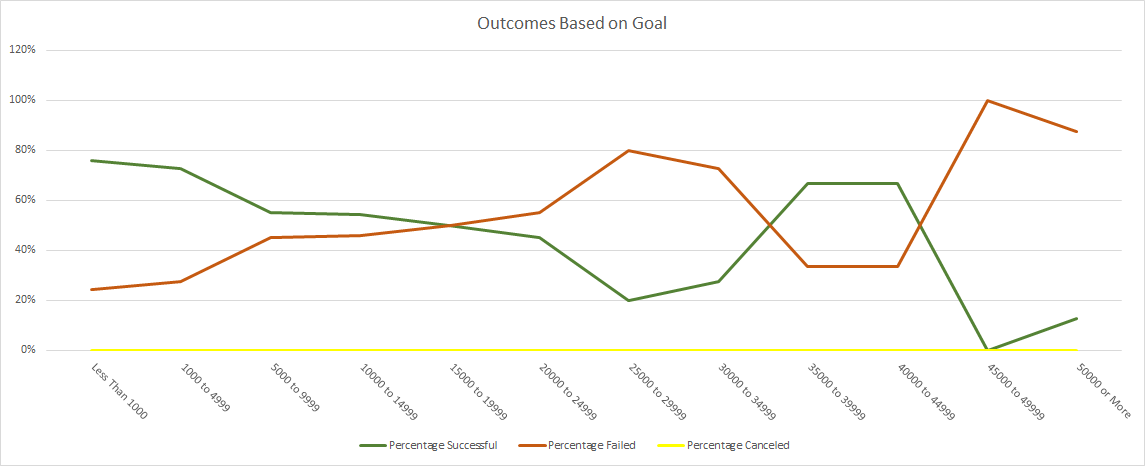 Outcomes Based on Goal
120%
100%
80%
60%
40%
20%
0%
Less Than 1000
1000 to 4999
5000 to 9999
10000 to 14999
15000 to 19999
20000 to 24999
25000 to 29999
30000 to 34999
35000 to 39999
40000 to 44999
45000 to 49999
50000 or More
Percentage Successful
Percentage Failed
Percentage Canceled